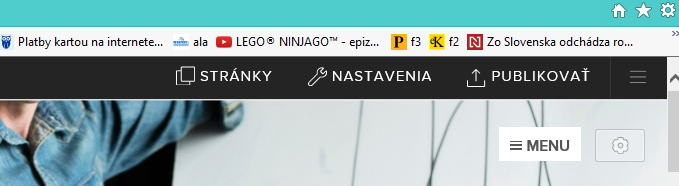 Platby kartou na internete... ala LEGO® NINJAGO™ - epiz... f3 f2 Zo Slovenska odchádza ro...
STRÁNKY NASTAVENIA PUBLIKOVAŤ
MENU